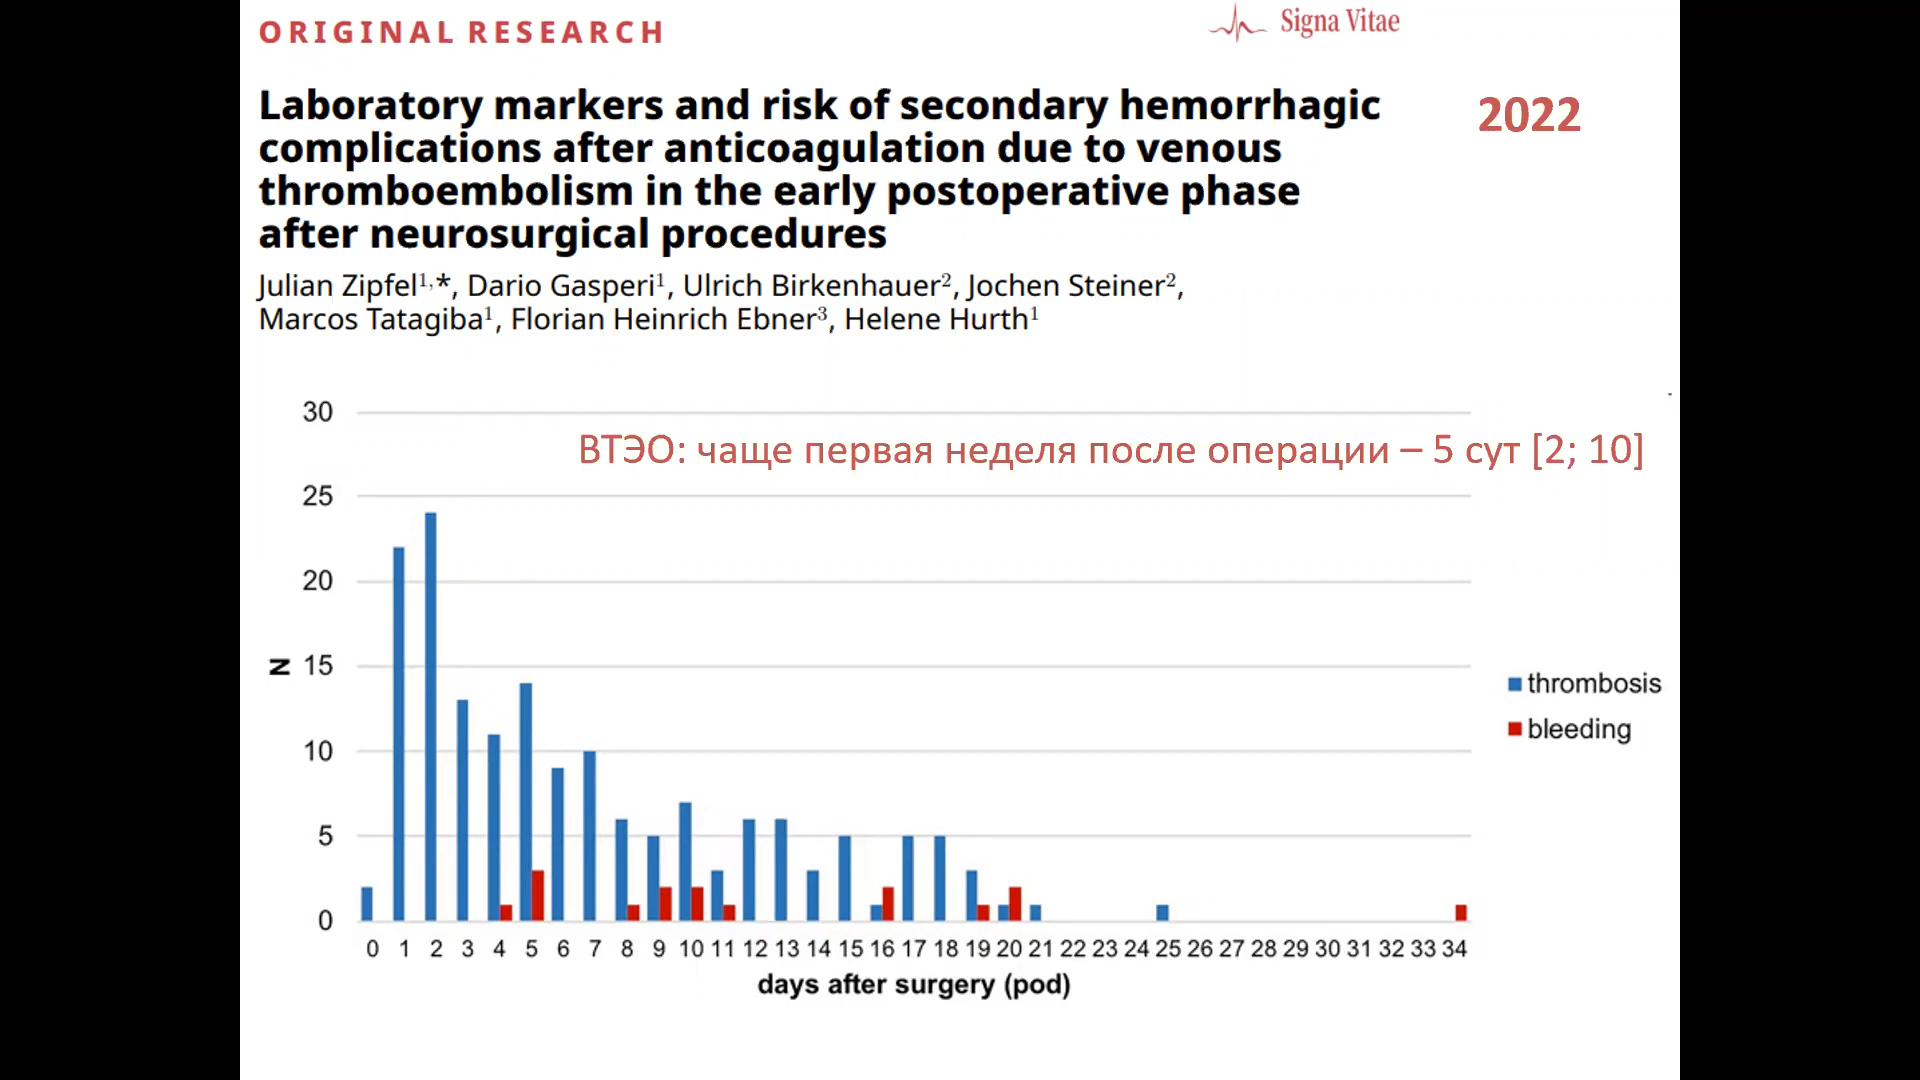 ORIGINAL RESEARCH
Signa Vitae
Laboratory markers and risk of secondary hemorrhagic
complications after anticoagulation due to venous
thromboembolism in the early postoperative phase
after neurosurgical procedures
2022
Julian Zipfel1,*, Dario Gasperi1, Ulrich Birkenhauer2, Jochen Steiner2,
Marcos Tatagiba1, Florian Heinrich Ebner3, Helene Hurth1
ВТЭО: чаще первая неделя после операции – 5 сут [2; 10]
30
25
20
15
10
5
0
N
thrombosis
bleeding
0 1 2 3 4 5 6 7 8 9 10 11 12 13 14 15 16 17 18 19 20 21 22 23 24 25 26 27 28 29 30 31 32 33 34
days after surgery (pod)